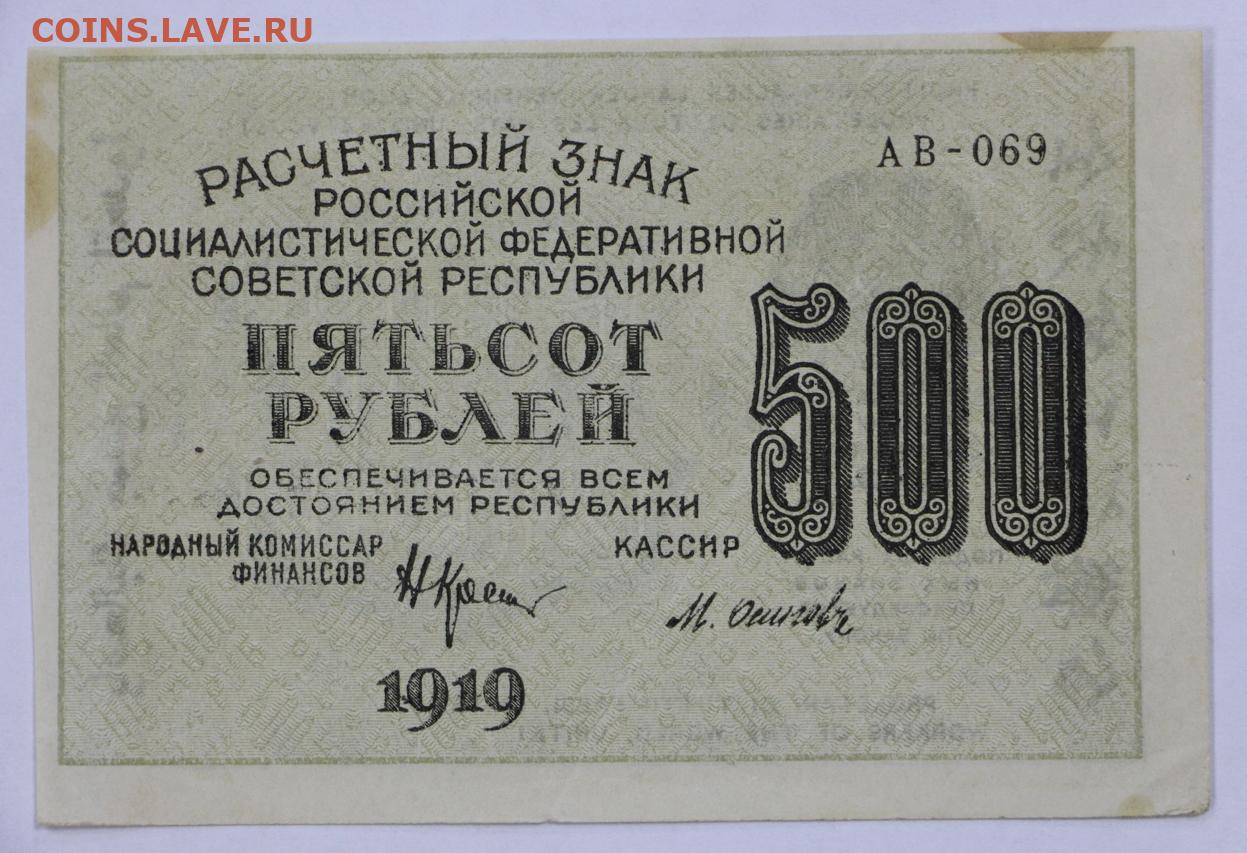 COINS.LAVE.RU
АВ-069
РАСЧЕТНЫЙ ЗНАК
РОССИЙСКОЙ
СОЦИАЛИСТИЧЕСКОЙ ФЕДЕРАТИВНОЙ
СОВЕТСКОЙ РЕСПУБЛИКИ
ПЯТЬСОТ
РУБЛЕЙ
500
ОБЕСПЕЧИВАЕТСЯ ВСЕМ
ДОСТОЯНИЕМ РЕСПУБЛИКИ
НАРОДНЫЙ КОМИССАР
ФИНАНСОВ
КАССИР
М. Осиповъ
1919